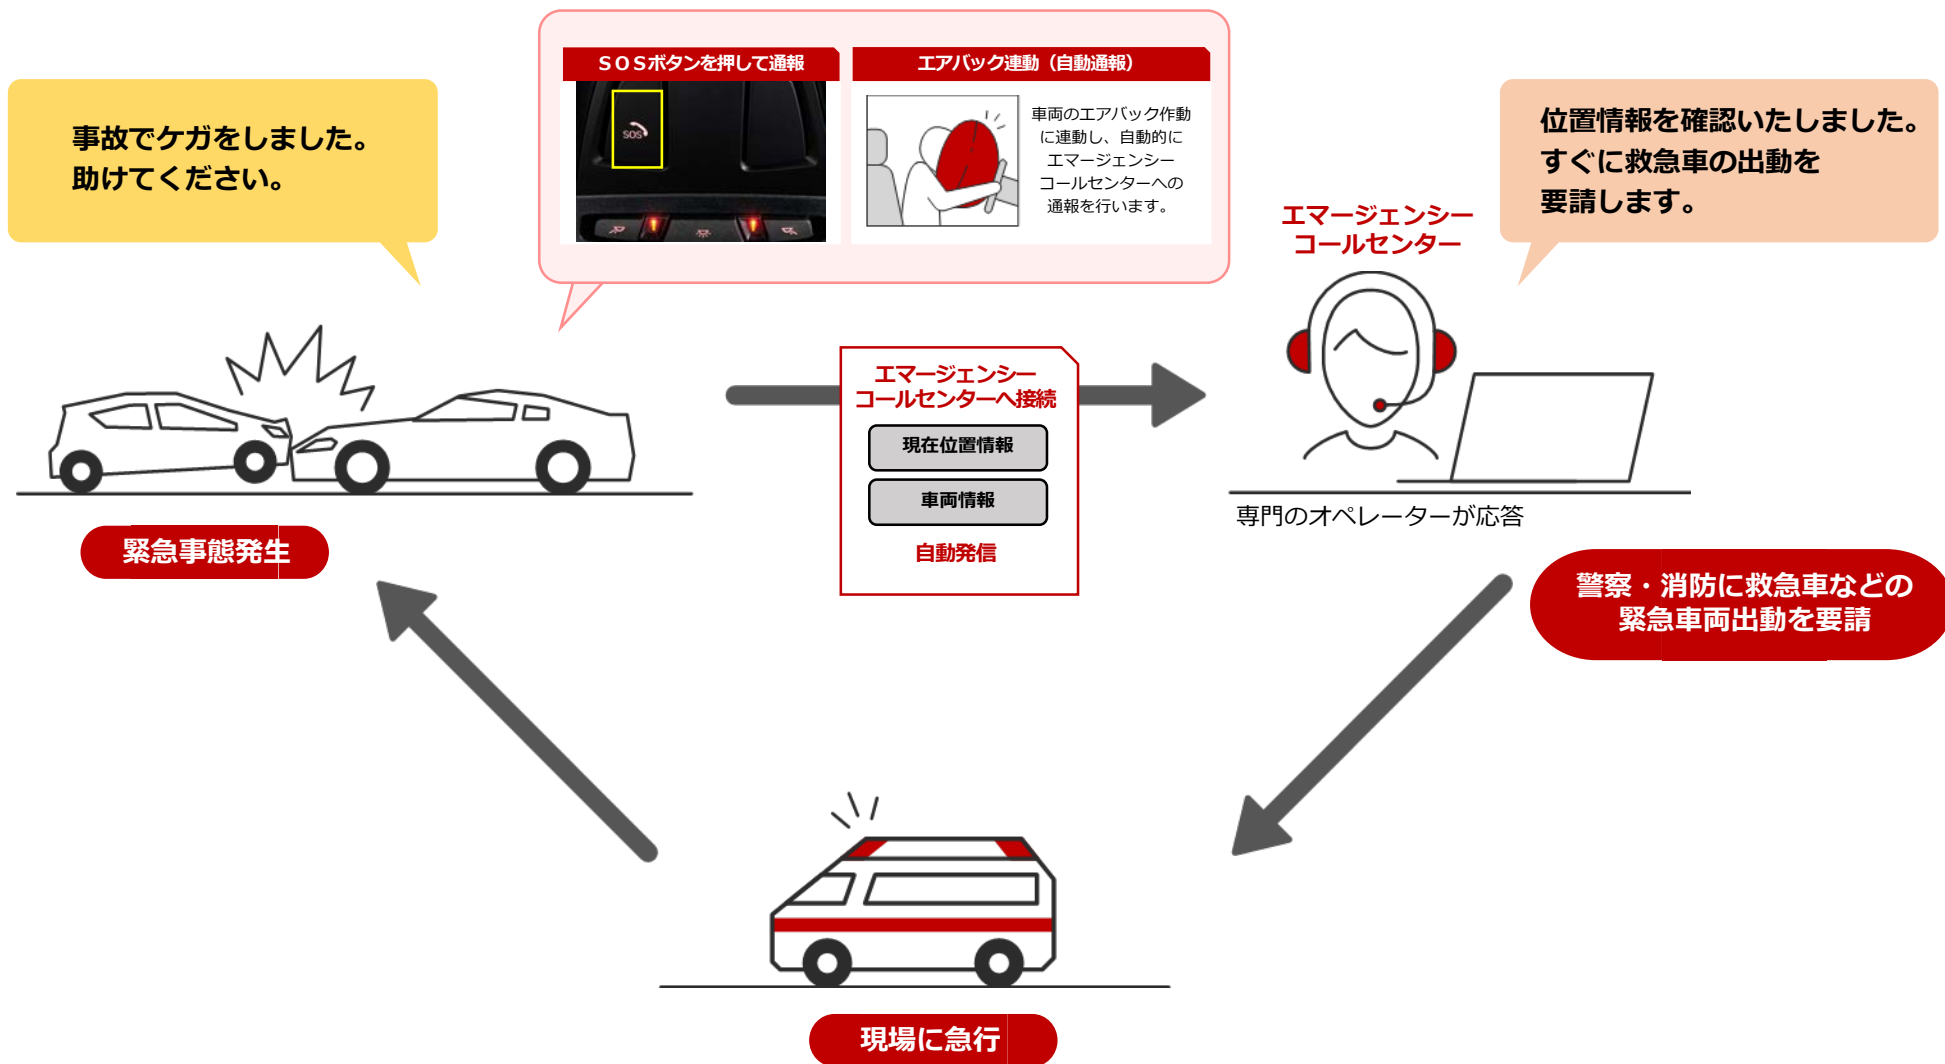 SOSボタンを押して通報
エアバック連動（自動通報）
SOS
車両のエアバック作動
に連動し、自動的に
エマージェンシー
コールセンターへの
通報を行います。
事故でケガをしました。
助けてください。
位置情報を確認いたしました。
すぐに救急車の出動を
要請します。
エマージェンシー
コールセンター
エマージェンシー
コールセンターへ接続
現在位置情報
車両情報
自動発信
専門のオペレーターが応答
緊急事態発生
警察・消防に救急車などの
緊急車両出動を要請
現場に急行